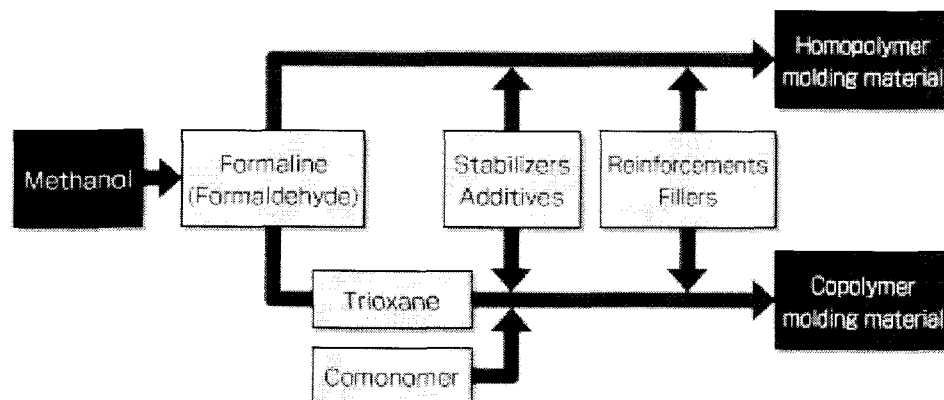 Homopolymer
molding material
Methanol
Formaline
(Formaldehyde)
Stabilizers
Additives
Reinforcements
Fillers
Trioxane
Copolymer
molding material
Comonomer